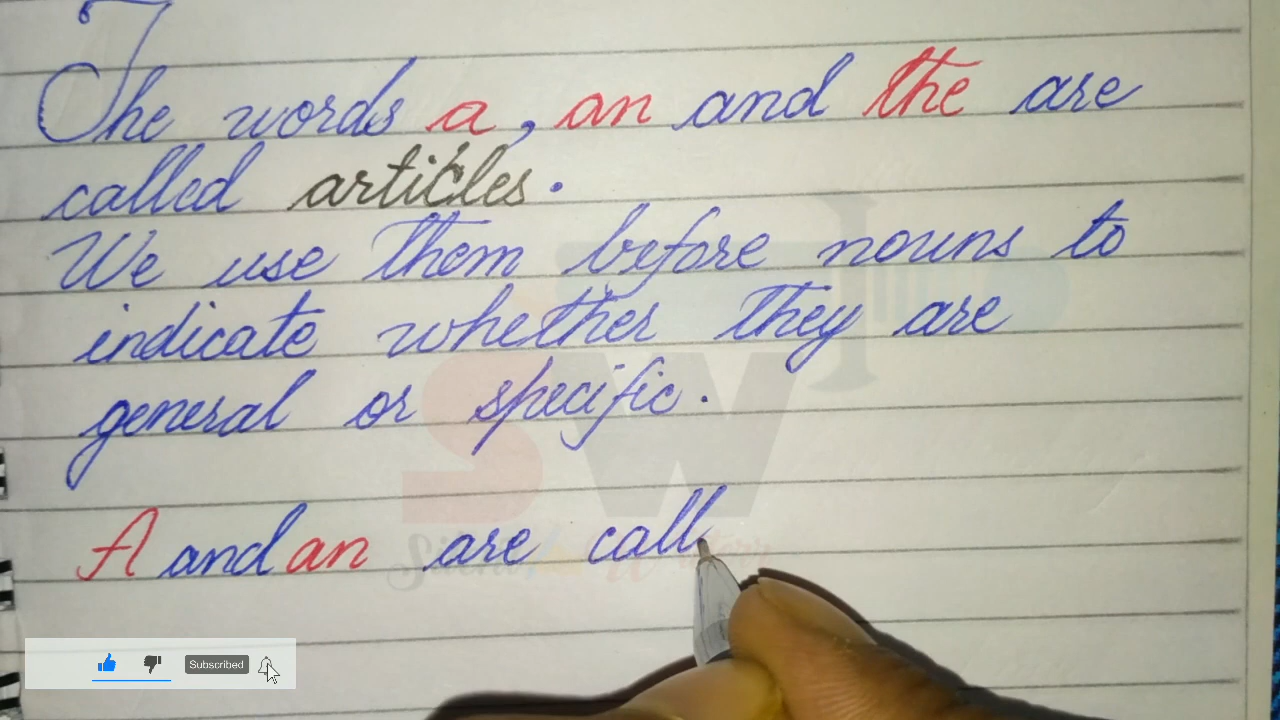 The words a, an and the are
called articles.
We use them before nouns to
indicate whether they are
general or specific.
A and an are call
SW
Subscribed